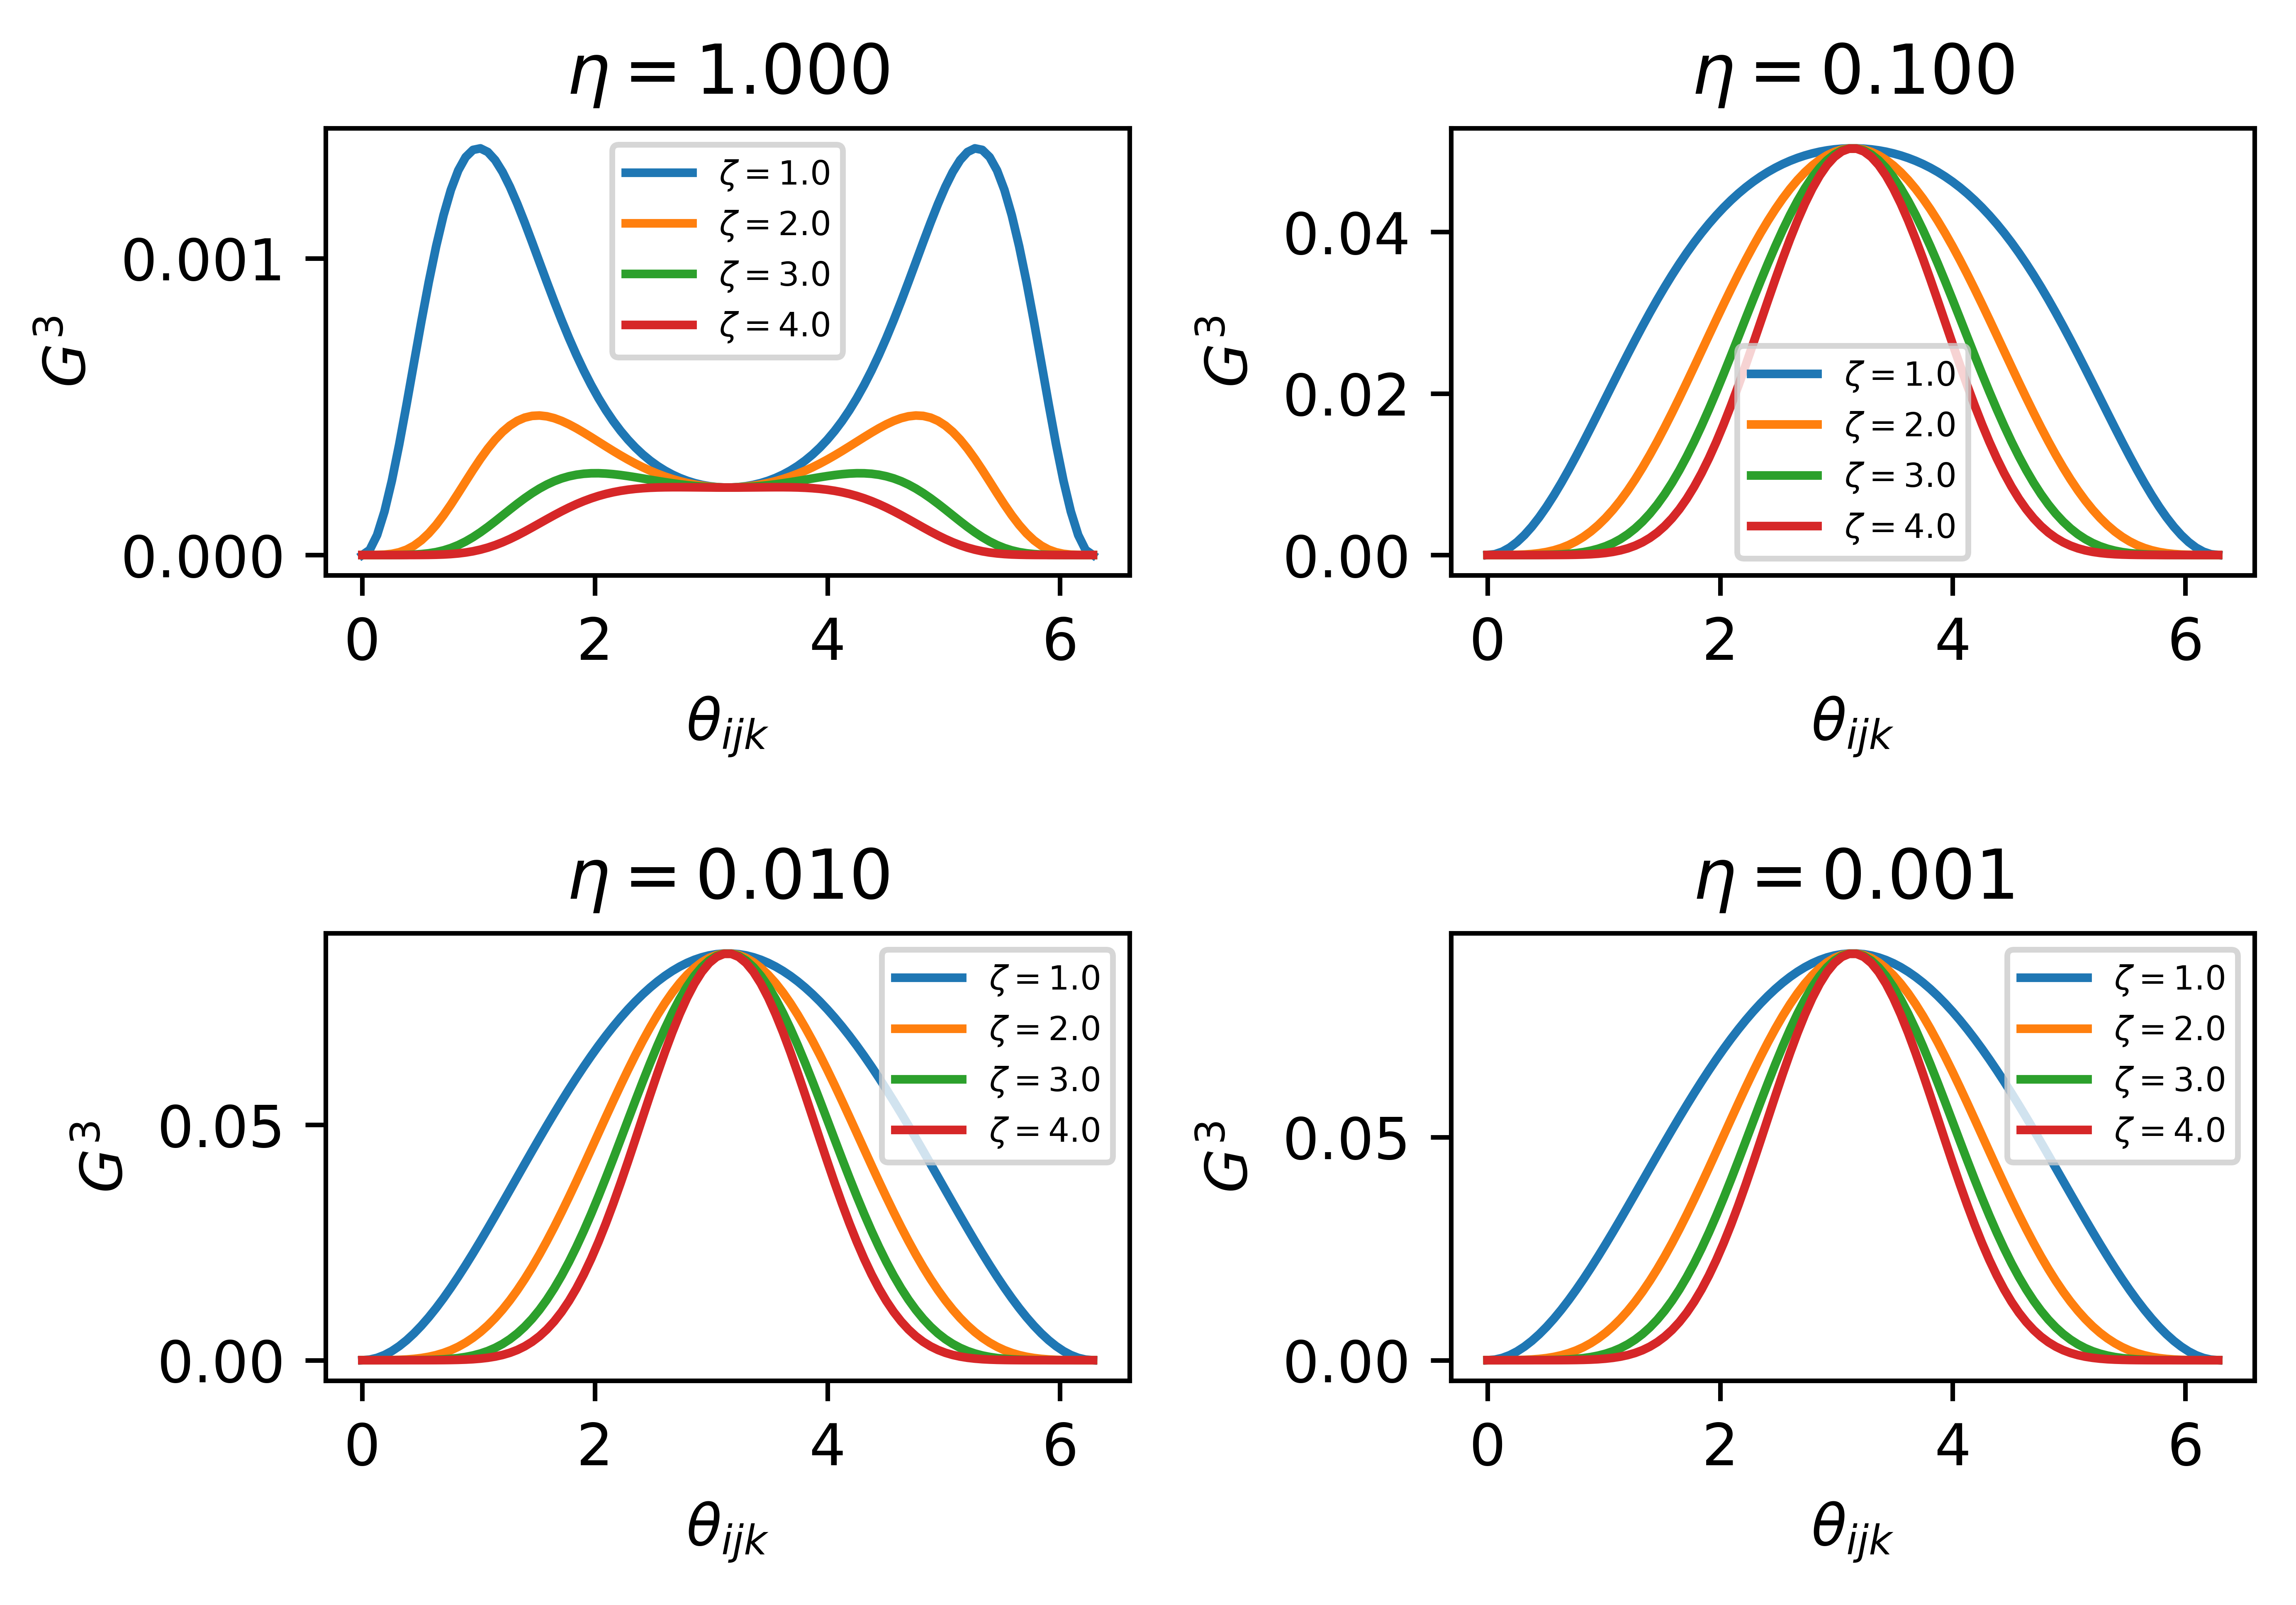 η = 1.000
G³
0.001
0.000
ζ = 1.0
ζ = 2.0
ζ = 3.0
ζ = 4.0
0 2 4 6
θijk
η = 0.100
G³
0.04
0.02
0.00
ζ = 1.0
ζ = 2.0
ζ = 3.0
ζ = 4.0
0 2 4 6
θijk
η = 0.010
G³
0.05
0.00
ζ = 1.0
ζ = 2.0
ζ = 3.0
ζ = 4.0
0 2 4 6
θijk
η = 0.001
G³
0.05
0.00
ζ = 1.0
ζ = 2.0
ζ = 3.0
ζ = 4.0
0 2 4 6
θijk